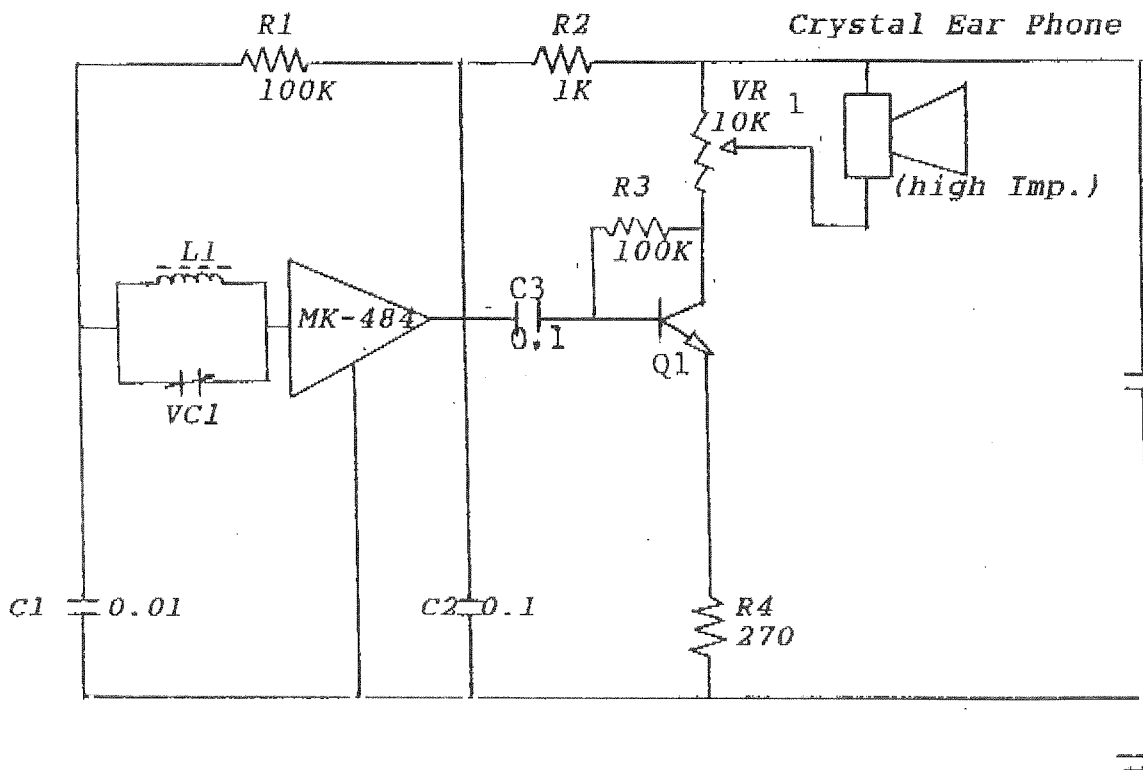 R1
100K
R2
1K
Crystal Ear Phone
VR 1
10K
(high Imp.)
R3
100K
L1
MK-484
VC1
C3
0.1
Q1
C1 0.01
C2 0.1
R4
270